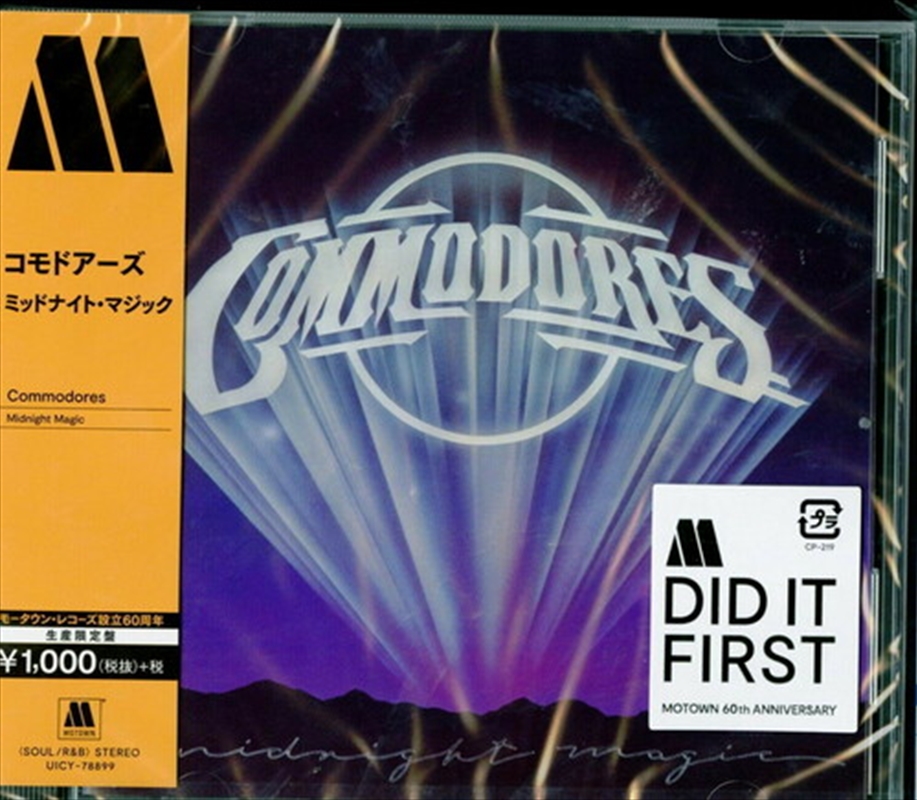 コモドアーズ
ミッドナイト・マジック
Commodores
Midnight Magic
モータウン・レコーズ設立60周年
生産限定盤
¥1,000(税抜)+税
MOTOWN
(SOUL/R&B) STEREO
UICY-78899
COMMODORES
midnight magic
プラ
CP-219
DID IT
FIRST
MOTOWN 60th ANNIVERSARY